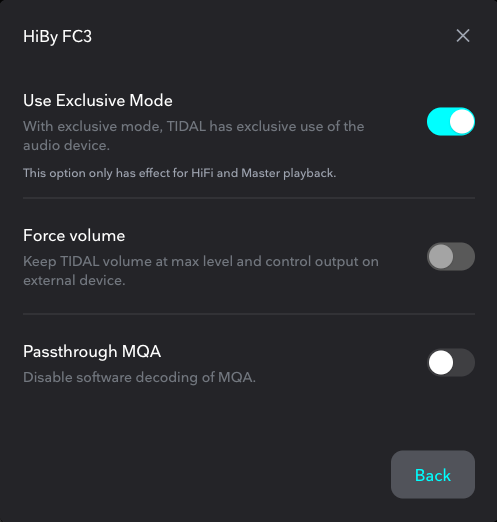 HiBy FC3
Use Exclusive Mode
With exclusive mode, TIDAL has exclusive use of the
audio device.
This option only has effect for HiFi and Master playback.
Force volume
Keep TIDAL volume at max level and control output on
external device.
Passthrough MQA
Disable software decoding of MQA.
Back